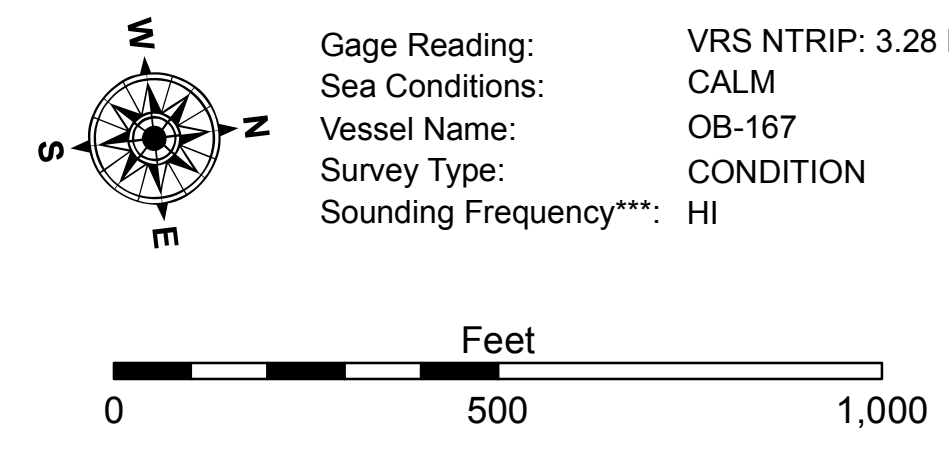 W
N
S
E
Gage Reading: VRS NTRIP: 3.28
Sea Conditions: CALM
Vessel Name: OB-167
Survey Type: CONDITION
Sounding Frequency***: HI
Feet
0 500 1,000